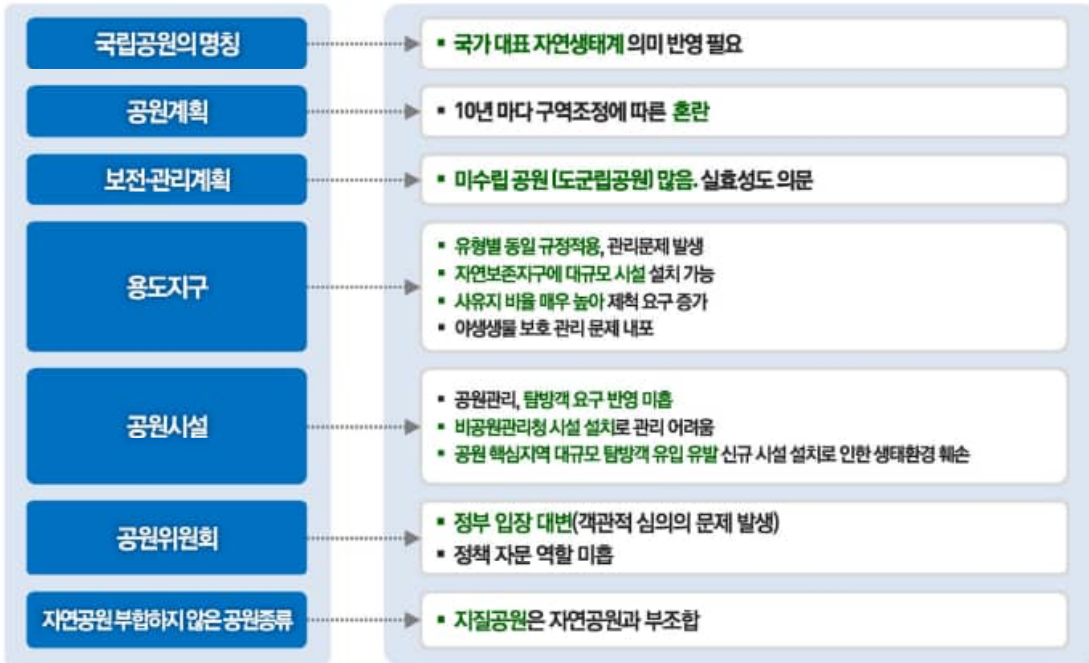 국립공원의 명칭
▪ 국가 대표 자연생태계 의미 반영 필요
공원계획
▪ 10년 마다 구역조정에 따른 혼란
보전·관리계획
▪ 미수립 공원 (도군립공원) 많음. 실효성도 의문
용도지구
▪ 유형별 동일 규정적용, 관리문제 발생
▪ 자연보존지구에 대규모 시설 설치 가능
▪ 사유지 비율 매우 높아 제척 요구 증가
▪ 야생생물 보호 관리 문제 내포
공원시설
▪ 공원관리, 탐방객 요구 반영 미흡
▪ 비공원관리청 시설 설치로 관리 어려움
▪ 공원 핵심지역 대규모 탐방객 유입 유발 신규 시설 설치로 인한 생태환경 훼손
공원위원회
▪ 정부 입장 대변(객관적 심의의 문제 발생)
▪ 정책 자문 역할 미흡
자연공원 부합하지 않은 공원종류
▪ 지질공원은 자연공원과 부조합